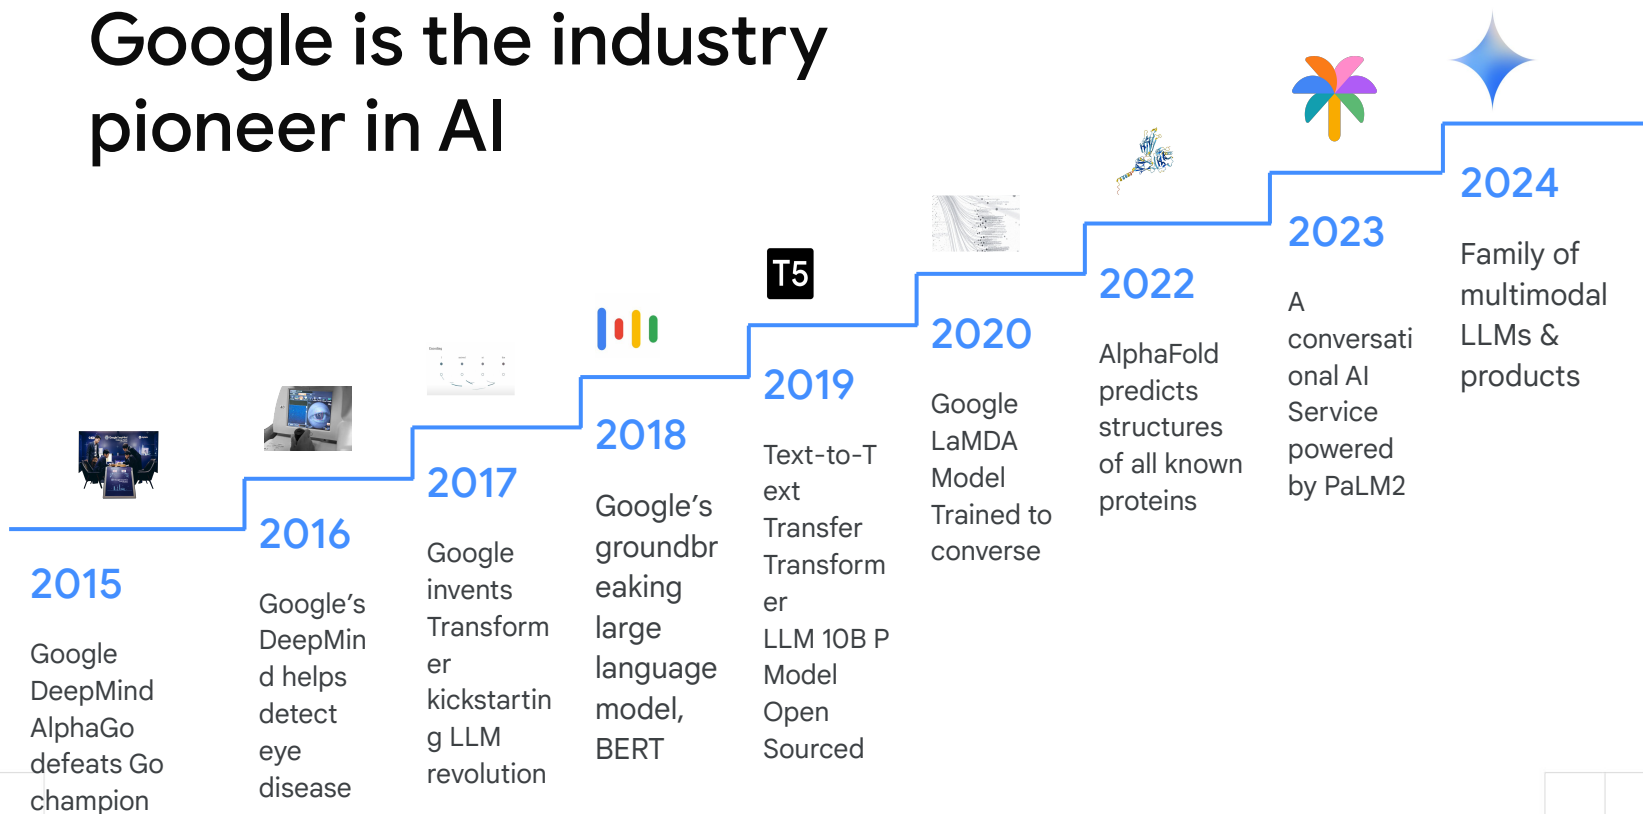 Google is the industry
pioneer in AI
2015
Google
DeepMind
AlphaGo
defeats Go
champion
2016
Google's
DeepMin
d helps
detect
eye
disease
2017
Google
invents
Transform
er
kickstartin
g LLM
revolution
2018
Google's
groundbr
eaking
large
language
model,
BERT
T5
2019
Text-to-T
ext
Transfer
Transform
er
LLM 10B P
Model
Open
Sourced
2020
Google
LaMDA
Model
Trained to
converse
2022
AlphaFold
predicts
structures
of all known
proteins
2023
A
conversati
onal AI
Service
powered
by PaLM2
2024
Family of
multimodal
LLMs &
products